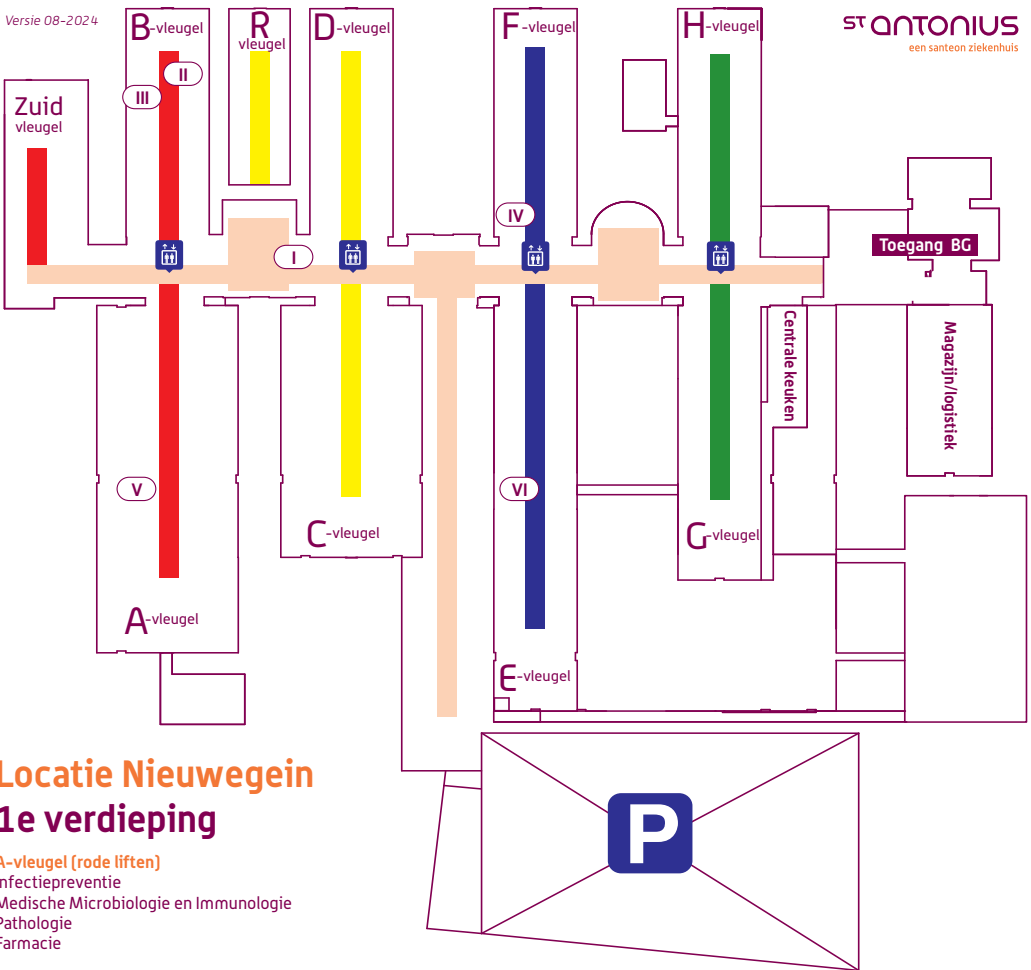 Versie 08-2024
B-vleugel
R
vleugel
D-vleugel
F-vleugel
H-vleugel
ST ANTONIUS
een santeon ziekenhuis
Zuid
vleugel
II
III
IV
I
Toegang BG
Centrale keuken
Magazijn/logistiek
V
VI
C-vleugel
G-vleugel
A-vleugel
E-vleugel
P
Locatie Nieuwegein
1e verdieping
A-vleugel (rode liften)
Infectiepreventie
Medische Microbiologie en Immunologie
Pathologie
Farmacie